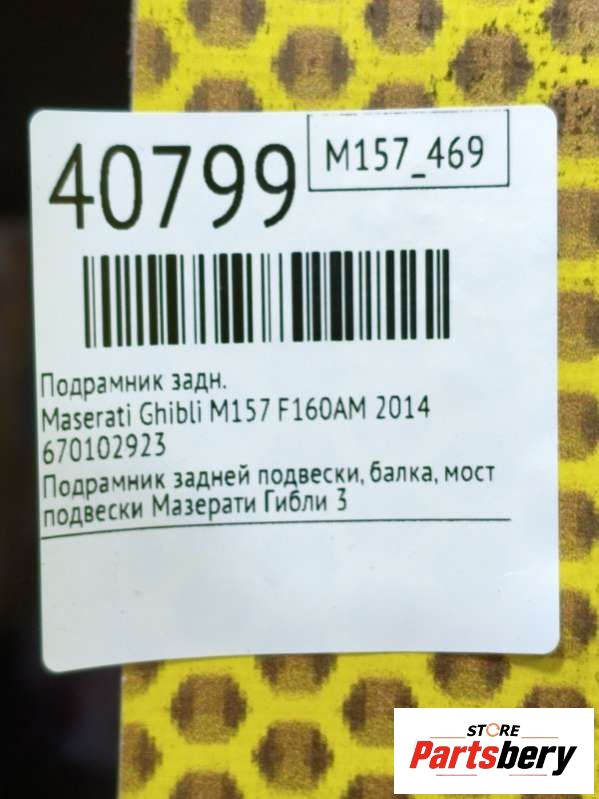 40799
M157_469
Подрамник задн.
Maserati Ghibli M157 F160AM 2014
670102923
Подрамник задней подвески, балка, мост
подвески Мазерати Гибли 3
STORE
Partsbery